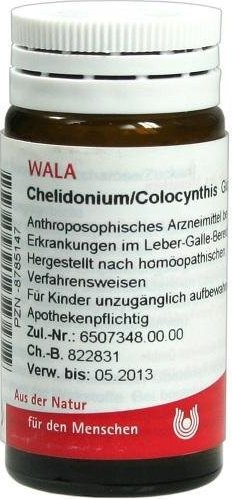 WALA
Chelidonium/Colocynthis
Anthroposophisches Arzneimittel
Erkrankungen im Leber-Galle-
Hergestellt nach homöopathischen
Verfahrensweisen
Für Kinder unzugänglich
Apothekenpflichtig
Zul.-Nr.: 6507348.00.00
Ch.-B. 822831
Verw. bis: 05.2013
Aus der Natur
für den Menschen
PZN -8785147